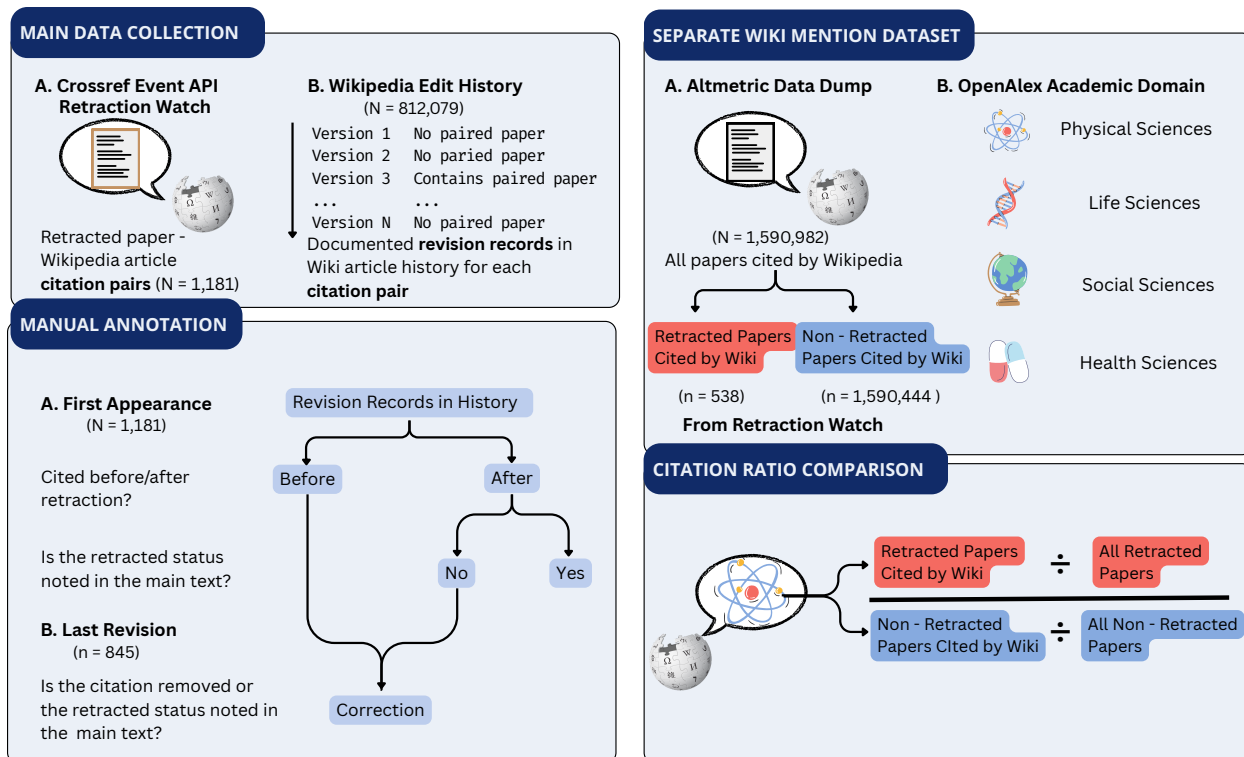 MAIN DATA COLLECTION
A. Crossref Event API
Retraction Watch
Retracted paper -
Wikipedia article
citation pairs (N = 1,181)
B. Wikipedia Edit History
(N = 812,079)
Version 1 No paired paper
Version 2 No paried paper
Version 3 Contains paired paper
... ...
Version N No paired paper
Documented revision records in
Wiki article history for each
citation pair
MANUAL ANNOTATION
A. First Appearance
(N = 1,181)
Cited before/after
retraction?
Is the retracted status
noted in the main text?
B. Last Revision
(n = 845)
Is the citation removed or
the retracted status noted in
the main text?
Revision Records in History
Before
After
No
Yes
Correction
SEPARATE WIKI MENTION DATASET
A. Altmetric Data Dump
(N = 1,590,982)
All papers cited by Wikipedia
Retracted Papers
Cited by Wiki
Non - Retracted
Papers Cited by Wiki
(n = 538)
(n = 1,590,444 )
From Retraction Watch
B. OpenAlex Academic Domain
Physical Sciences
Life Sciences
Social Sciences
Health Sciences
CITATION RATIO COMPARISON
Retracted Papers
Cited by Wiki
÷
All Retracted
Papers
Non - Retracted
Papers CIted by Wiki
÷
All Non - Retracted
Papers